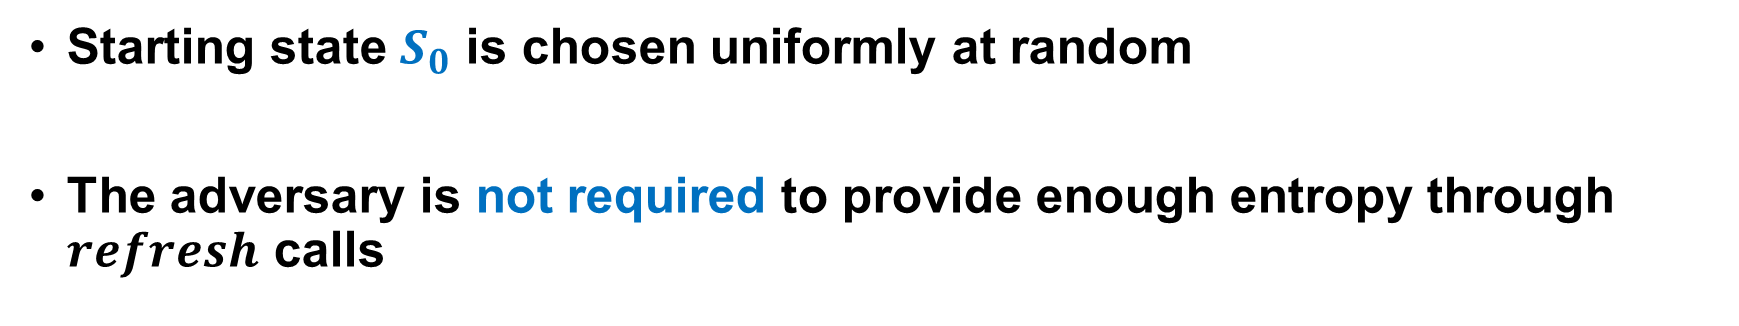 • Starting state S₀ is chosen uniformly at random
• The adversary is not required to provide enough entropy through
refresh calls